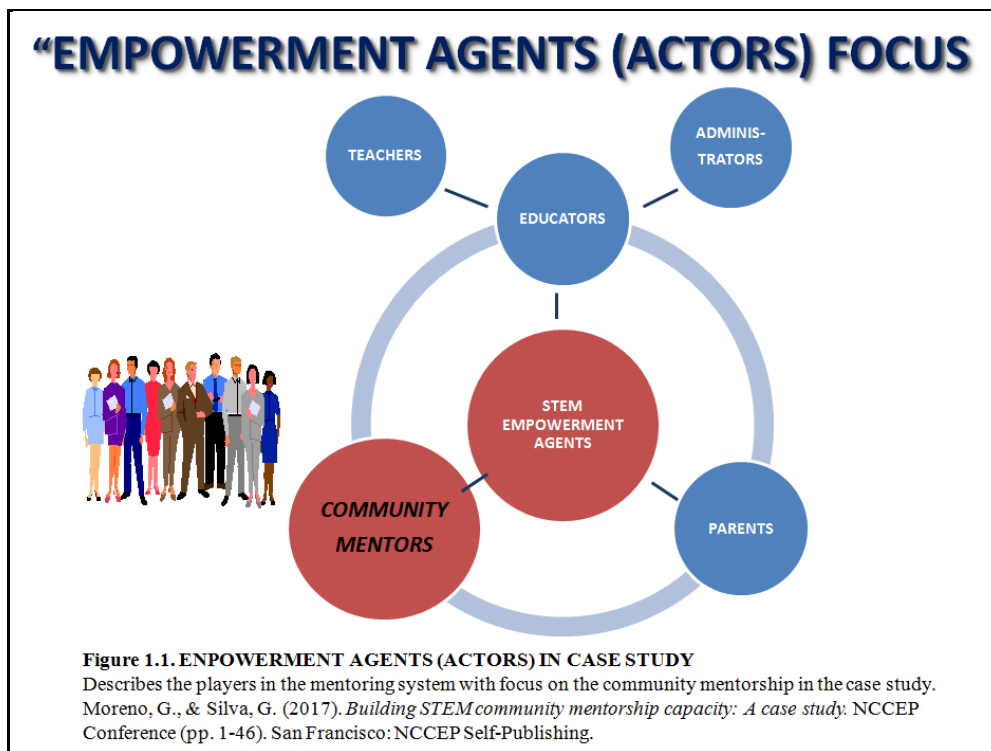 “EMPOWERMENT AGENTS (ACTORS) FOCUS
TEACHERS
ADMINIS-
TRATORS
EDUCATORS
STEM
EMPOWERMENT
AGENTS
COMMUNITY
MENTORS
PARENTS
Figure 1.1. ENPOWERMENT AGENTS (ACTORS) IN CASE STUDY
Describes the players in the mentoring system with focus on the community mentorship in the case study.
Moreno, G., & Silva, G. (2017). Building STEM community mentorship capacity: A case study. NCCEP
Conference (pp. 1-46). San Francisco: NCCEP Self-Publishing.